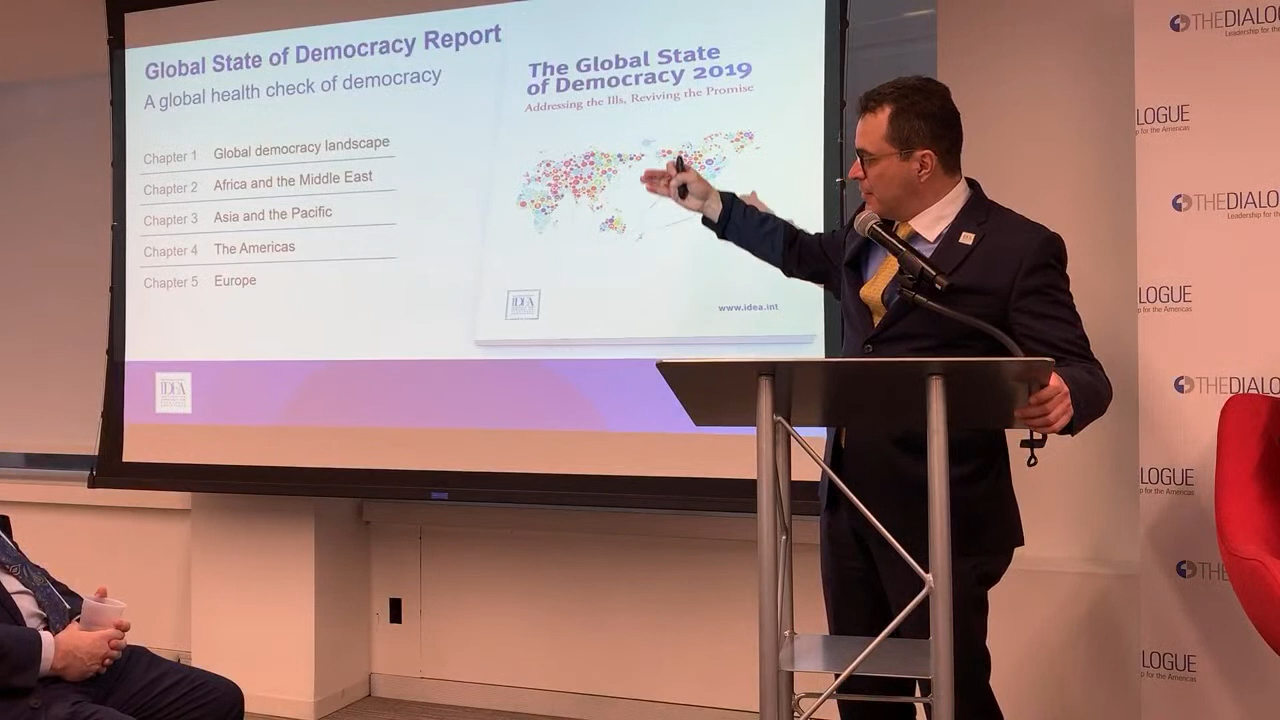 Global State of Democracy Report
A global health check of democracy
Chapter 1 Global democracy landscape
Chapter 2 Africa and the Middle East
Chapter 3 Asia and the Pacific
Chapter 4 The Americas
Chapter 5 Europe
The Global State
of Democracy 2019
Addressing the Ills, Reviving the Promise
IDEA
www.idea.int
IDEA
THEDIALO
Leadership for the
LOGUE
p for the Americas
THEDIALO
Leadership for the
LOGUE
p for the Americas
THEDIALO
LOGUE
p for the Americas
THE
LOGUE
p for the Americas